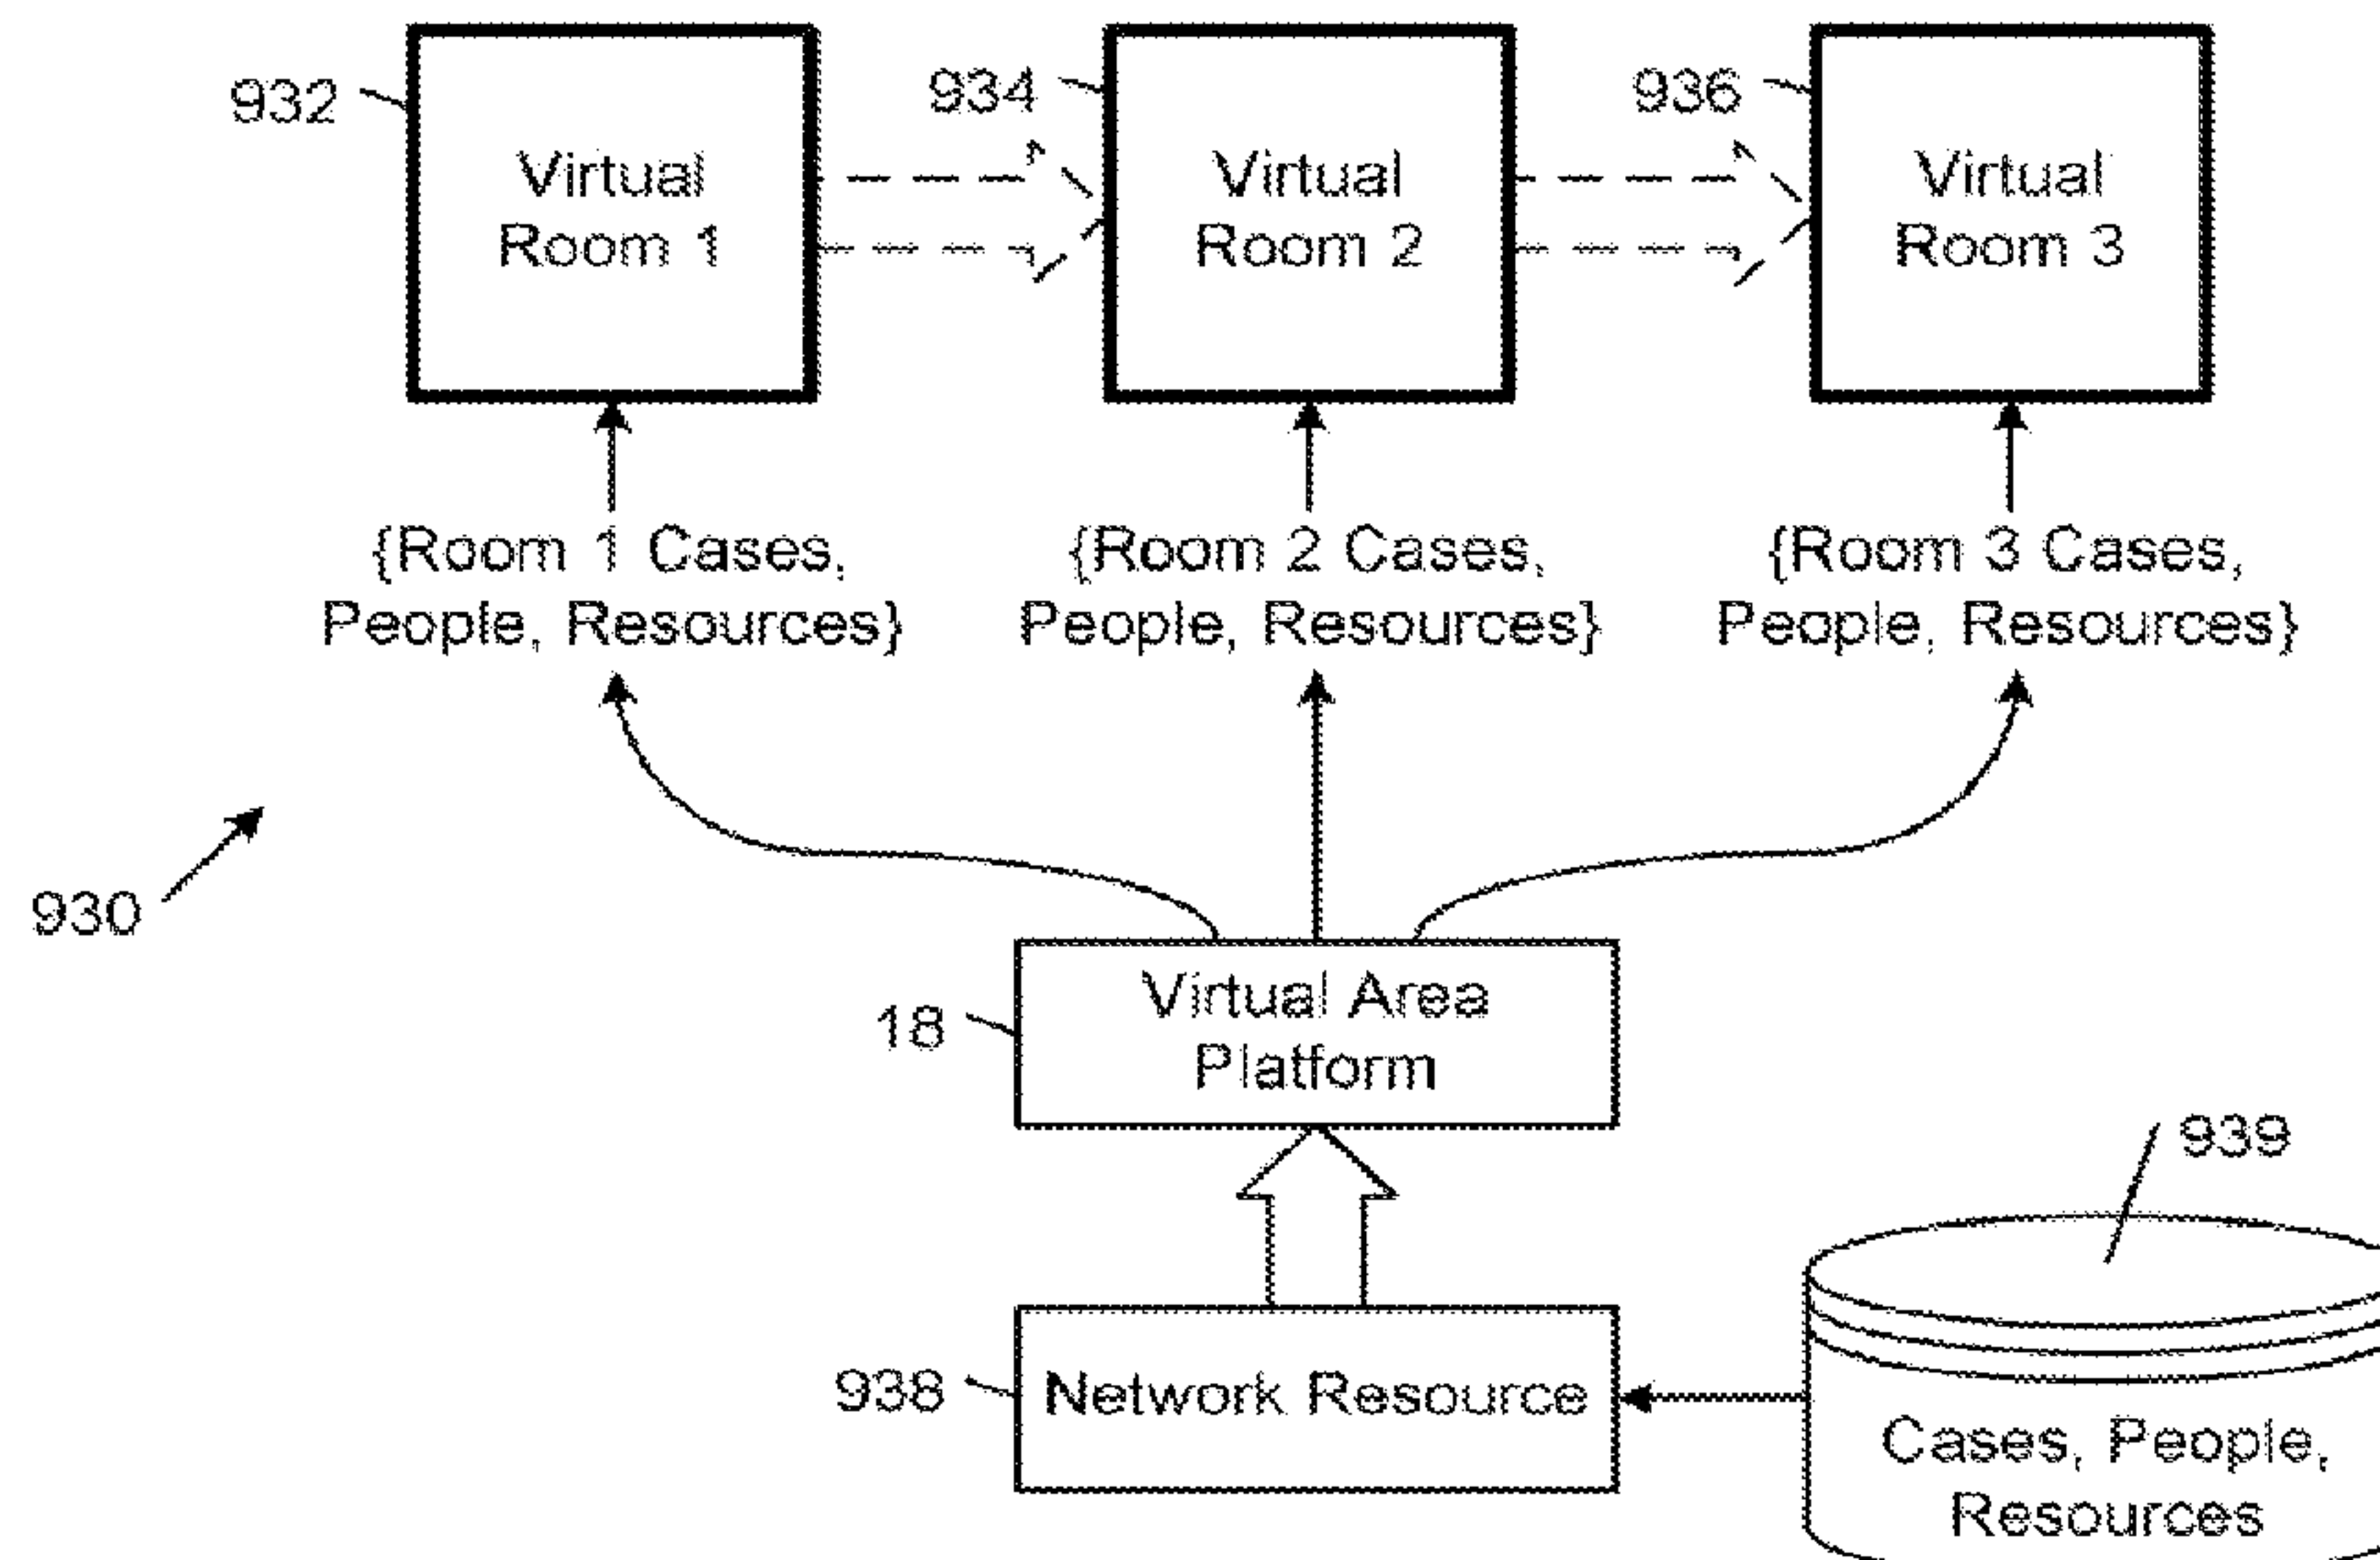 932
934
936
Virtual
Room 1
Virtual
Room 2
Virtual
Room 3
{Room 1 Cases,
People, Resources}
{Room 2 Cases,
People, Resources}
{Room 3 Cases,
People, Resources}
930
18
Virtual Area
Platform
939
938
Network Resource
Cases, People,
Resources